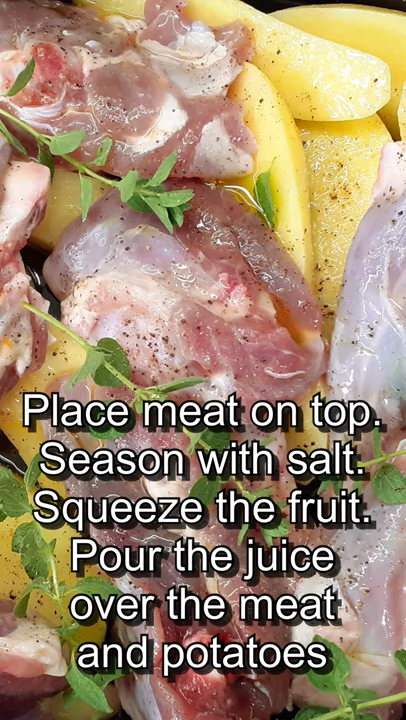 Place meat on top.
Season with salt.
Squeeze the fruit.
Pour the juice
over the meat
and potatoes